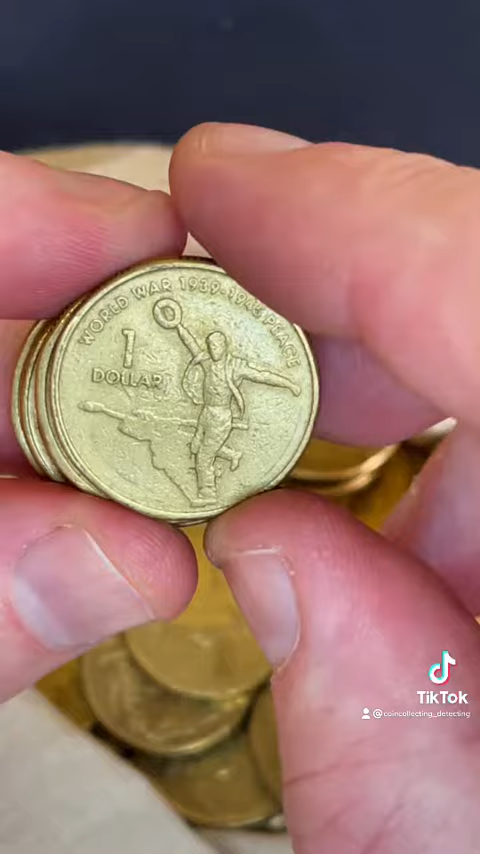 WORLD WAR 1939-1945 PEACE
1
DOLLAR
TikTok
@coincollecting_detecting